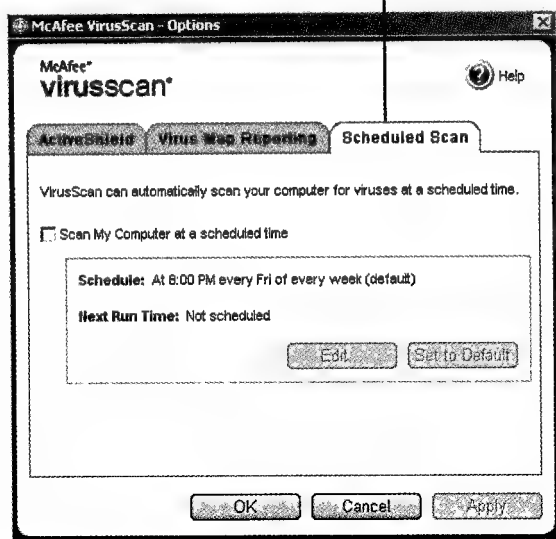 McAfee VirusScan - Options
McAfee®
virusscan®
Help
ActiveShield
Virus Map Reporting
Scheduled Scan
VirusScan can automatically scan your computer for viruses at a scheduled time.
Scan My Computer at a scheduled time
Schedule: At 8:00 PM every Fri of every week (default)
Next Run Time: Not scheduled
Edit
Set to Default
OK
Cancel
Apply